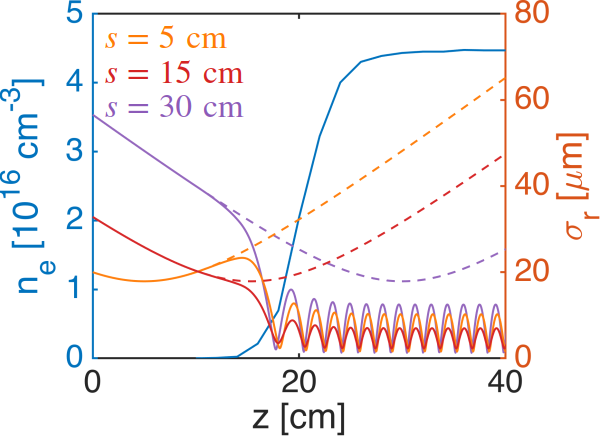 5
4
3
2
1
0
n_e [10^16 cm^-3]
s = 5 cm
s = 15 cm
s = 30 cm
80
60
40
20
0
σ_r [μm]
0
20
40
z [cm]